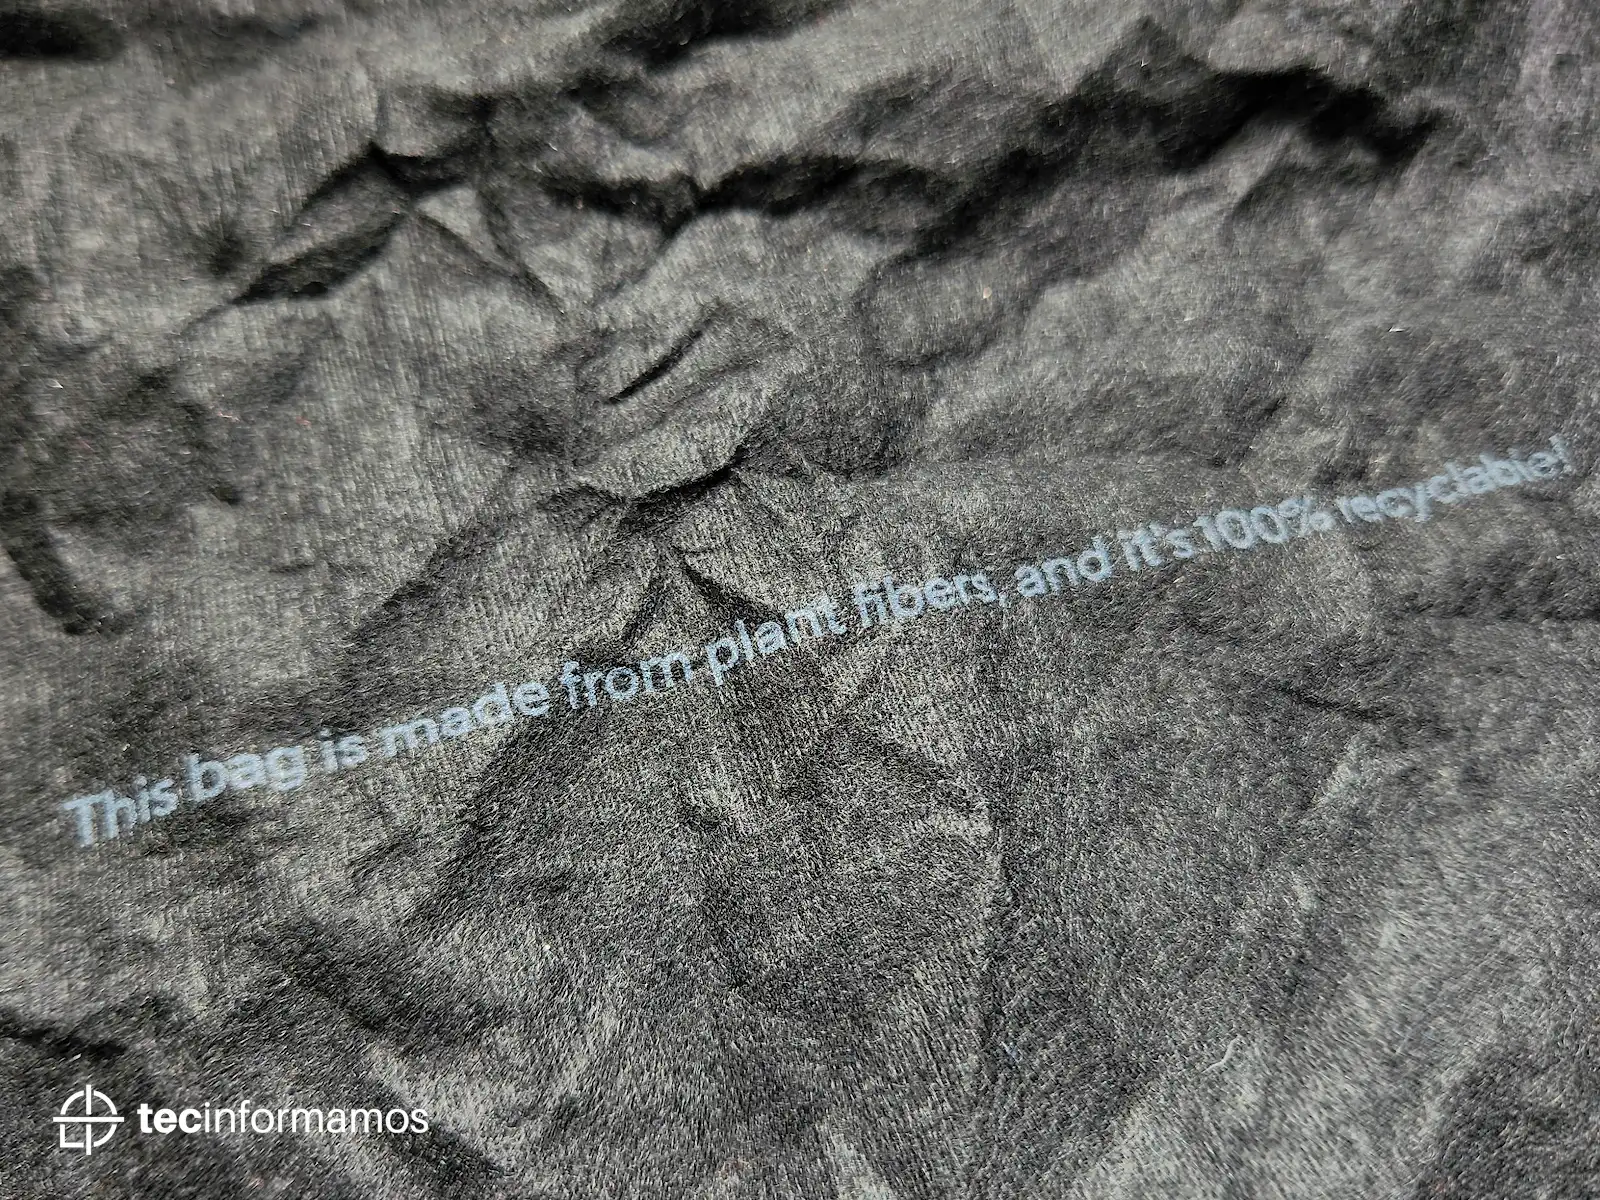 This bag is made from plant fibers, and it's 100% recyclable!
tecinformamos